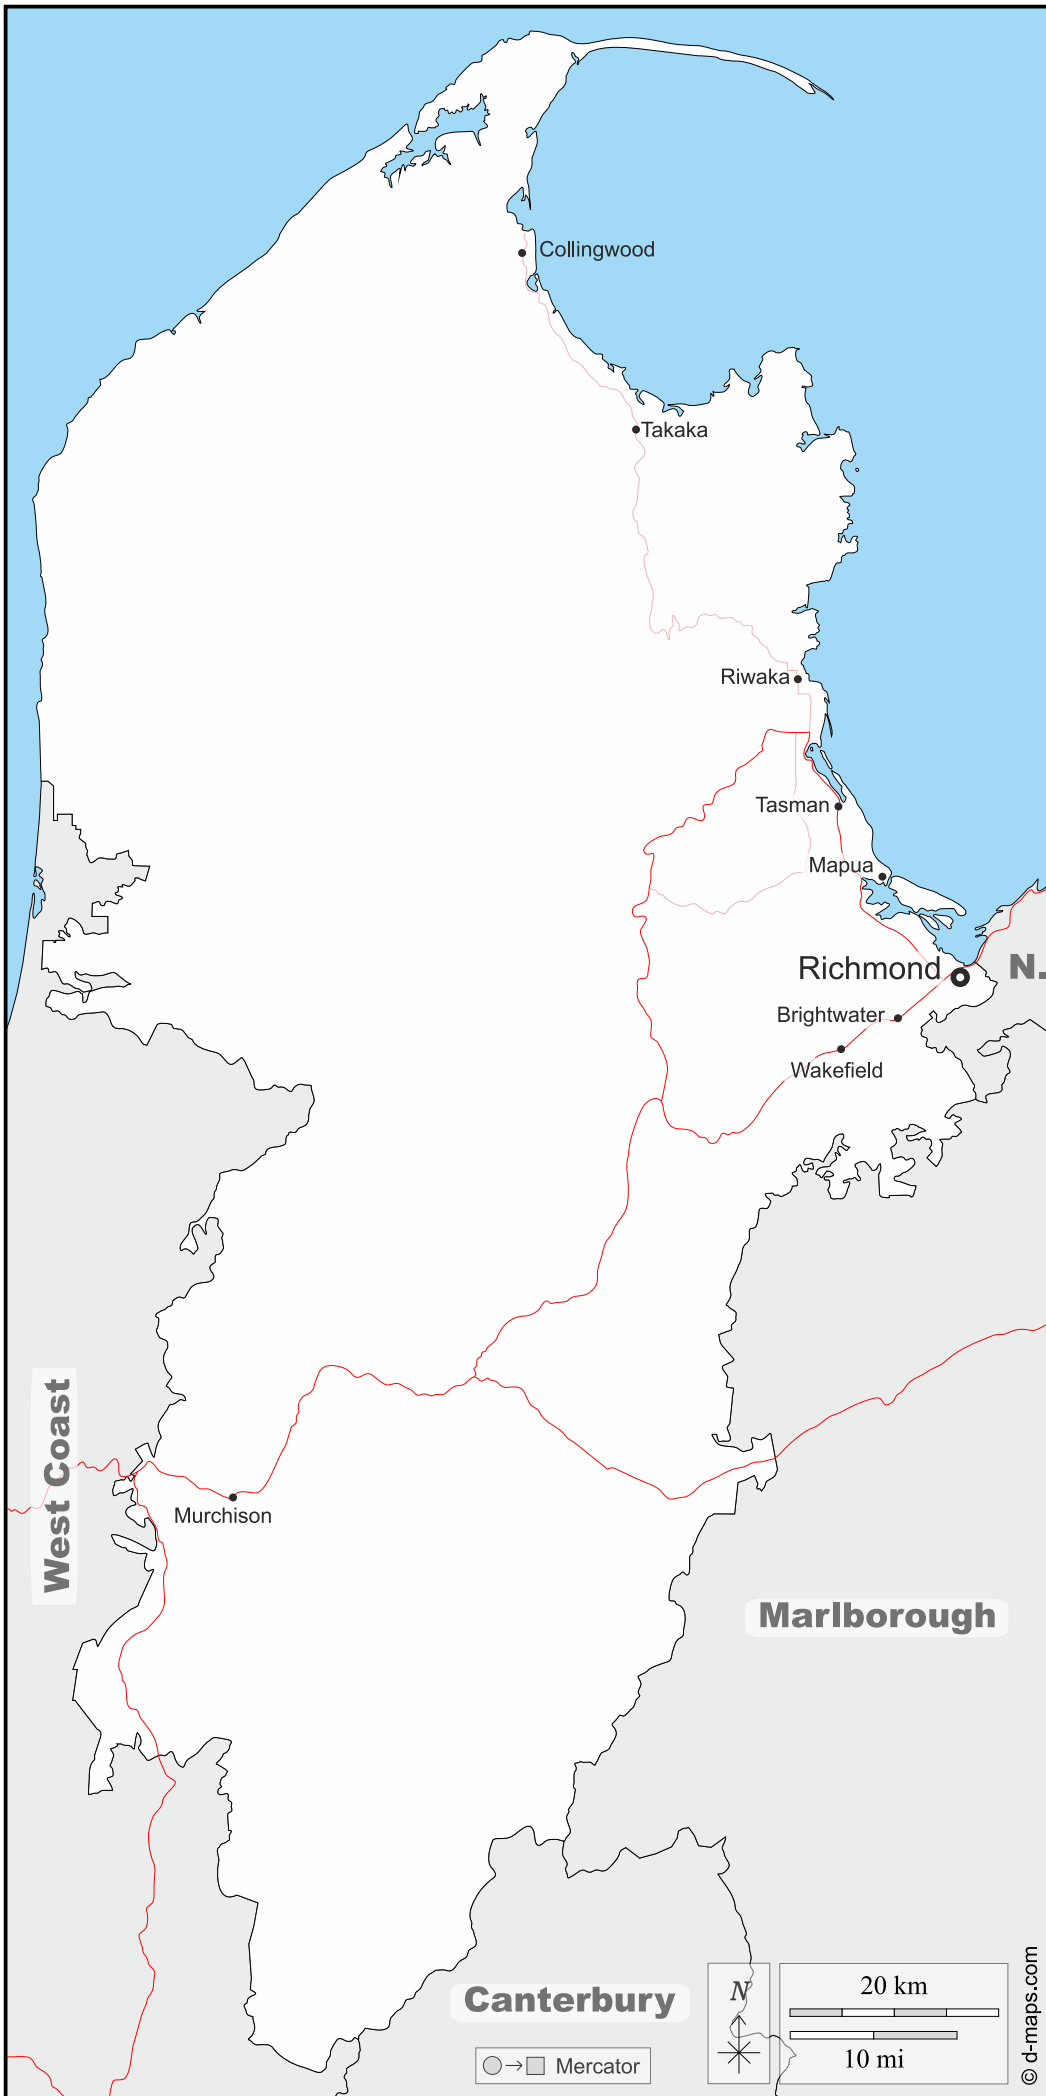 Collingwood
Takaka
Riwaka
Tasman
Mapua
Richmond
N.
Brightwater
Wakefield
West Coast
Murchison
Marlborough
Canterbury
N
20 km
10 mi
Mercator
© d-maps.com